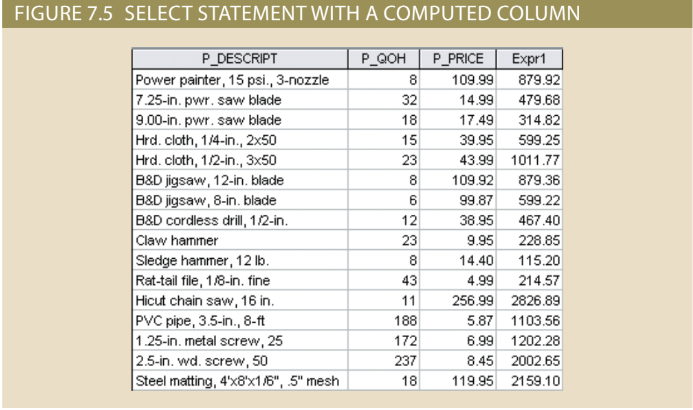 FIGURE 7.5 SELECT STATEMENT WITH A COMPUTED COLUMN
P_DESCRIPT P_QOH P_PRICE Expr1
Power painter, 15 psi., 3-nozzle 8 109.99 879.92
7.25-in. pwr. saw blade 32 14.99 479.68
9.00-in. pwr. saw blade 18 17.49 314.82
Hrd. cloth, 1/4-in., 2x50 15 39.95 599.25
Hrd. cloth, 1/2-in., 3x50 23 43.99 1011.77
B&D jigsaw, 12-in. blade 8 109.92 879.36
B&D jigsaw, 8-in. blade 6 99.87 599.22
B&D cordless drill, 1/2-in. 12 38.95 467.40
Claw hammer 23 9.95 228.85
Sledge hammer, 12 lb. 8 14.40 115.20
Rat-tail file, 1/8-in. fine 43 4.99 214.57
Hicut chain saw, 16 in. 11 256.99 2826.89
PVC pipe, 3.5-in., 8-ft 188 5.87 1103.56
1.25-in. metal screw, 25 172 6.99 1202.28
2.5-in. wd. screw, 50 237 8.45 2002.65
Steel matting, 4'x8'x1/6", .5" mesh 18 119.95 2159.10